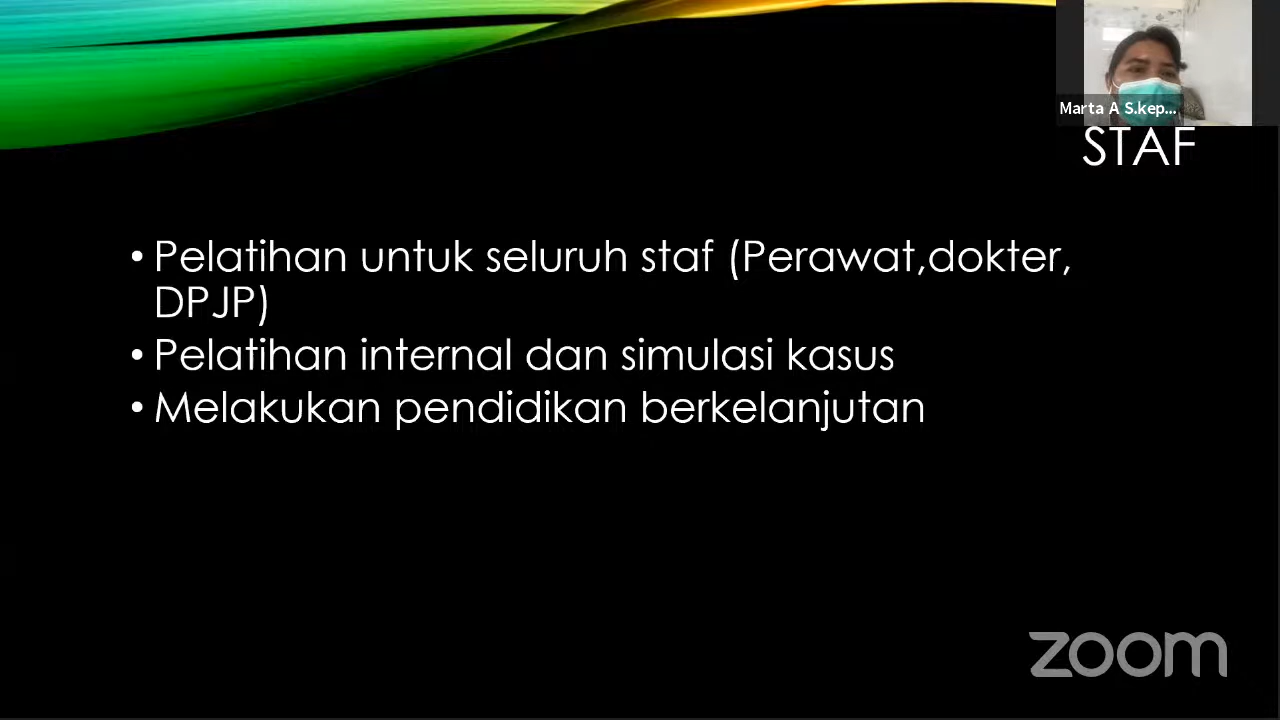 Marta A S.kep...
STAF
• Pelatihan untuk seluruh staf (Perawat,dokter,
DPJP)
• Pelatihan internal dan simulasi kasus
• Melakukan pendidikan berkelanjutan
zoom